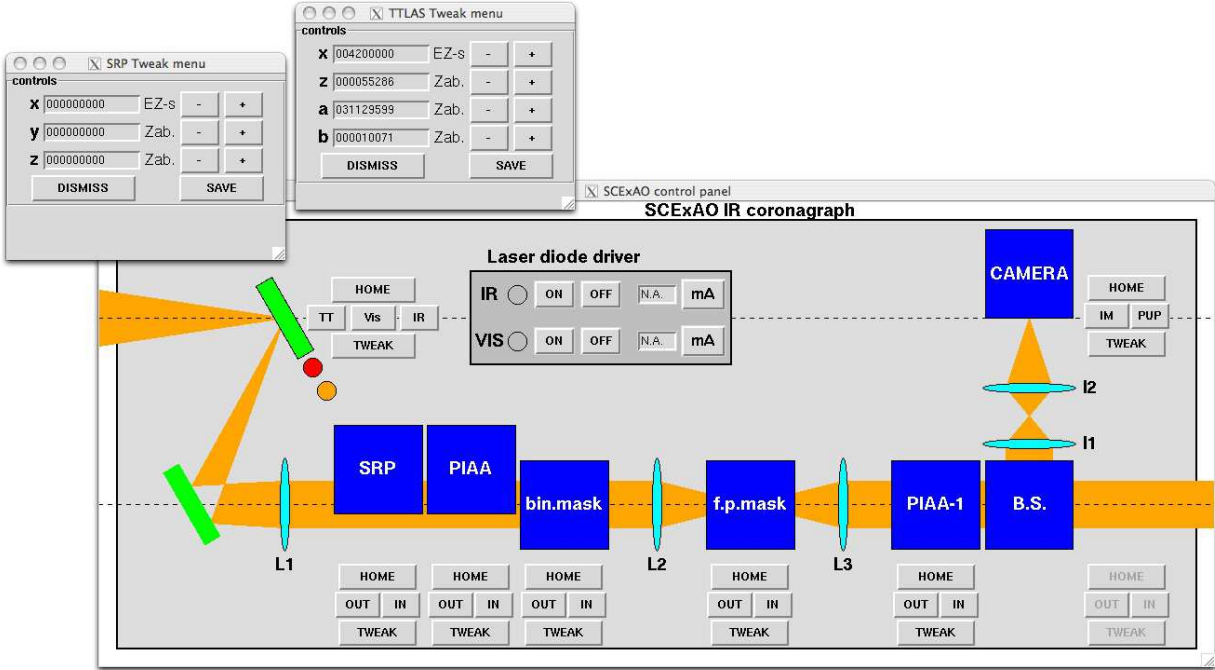 X TTLAS Tweak menu
controls
x 004200000 EZ-s - +
z 000055286 Zab. - +
a 031129599 Zab. - +
b 000010071 Zab. - +
DISMISS SAVE
X SRP Tweak menu
controls
x 000000000 EZ-s - +
y 000000000 Zab. - +
z 000000000 Zab. - +
DISMISS SAVE
X SCExAO control panel
SCExAO IR coronagraph
Laser diode driver
IR ON OFF N.A. mA
VIS ON OFF N.A. mA
HOME
TT Vis IR
TWEAK
CAMERA
HOME
IM PUP
TWEAK
l2
l1
SRP PIAA bin.mask f.p.mask PIAA-1 B.S.
L1 L2 L3
HOME HOME HOME HOME HOME HOME
OUT IN OUT IN OUT IN OUT IN OUT IN OUT IN
TWEAK TWEAK TWEAK TWEAK TWEAK TWEAK